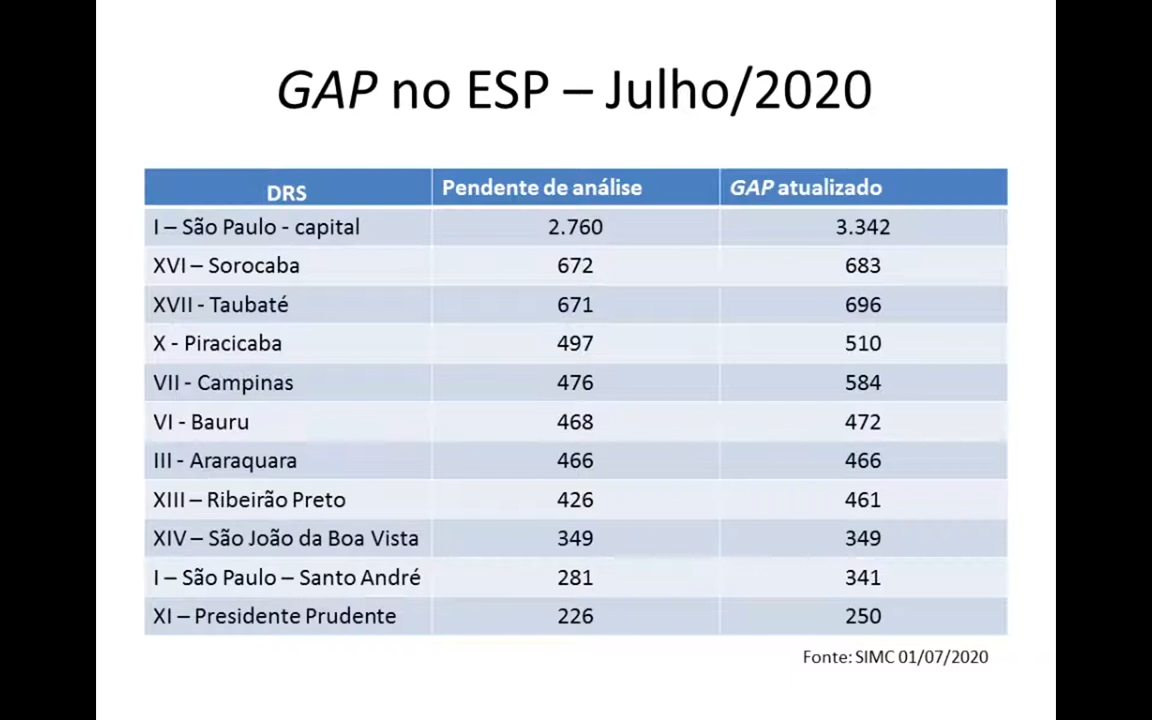 GAP no ESP – Julho/2020
DRS Pendente de análise GAP atualizado
I – São Paulo - capital 2.760 3.342
XVI – Sorocaba 672 683
XVII - Taubaté 671 696
X - Piracicaba 497 510
VII - Campinas 476 584
VI - Bauru 468 472
III - Araraquara 466 466
XIII – Ribeirão Preto 426 461
XIV – São João da Boa Vista 349 349
I – São Paulo – Santo André 281 341
XI – Presidente Prudente 226 250
Fonte: SIMC 01/07/2020